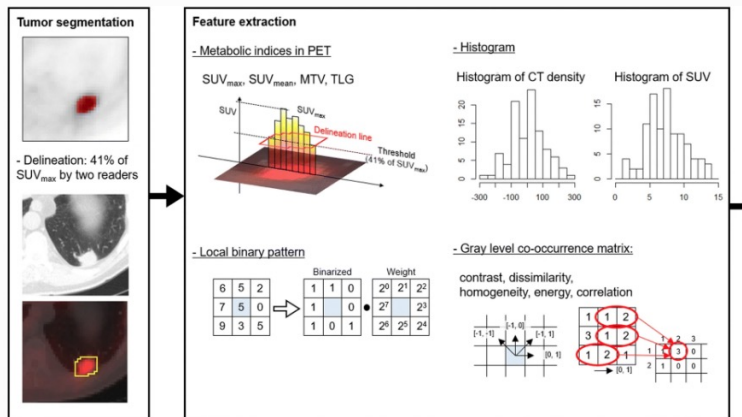 Tumor segmentation
- Delineation: 41% of
SUVmax by two readers
Feature extraction
- Metabolic indices in PET
SUVmax, SUVmean, MTV, TLG
SUV
SUVmax
Delineation line
Threshold
(41% of SUVmax)
- Histogram
Histogram of CT density
20
15
10
5
0
-300 -100 0 100 300
Histogram of SUV
15
10
5
0
0 5 10 15
- Local binary pattern
Binarized Weight
6 5 2 1 1 0 2⁰ 2¹ 2²
7 5 0 1 0 2⁷ 2³
9 3 5 1 0 1 2⁶ 2⁵ 2⁴
- Gray level co-occurrence matrix:
contrast, dissimilarity,
homogeneity, energy, correlation
[-1, 0]
[-1, -1] [-1, 1]
[0, 1]
1 1 2
3 1 2
1 2 1
[0, 1]
1 2 3
1 3 0
2 1 0 0